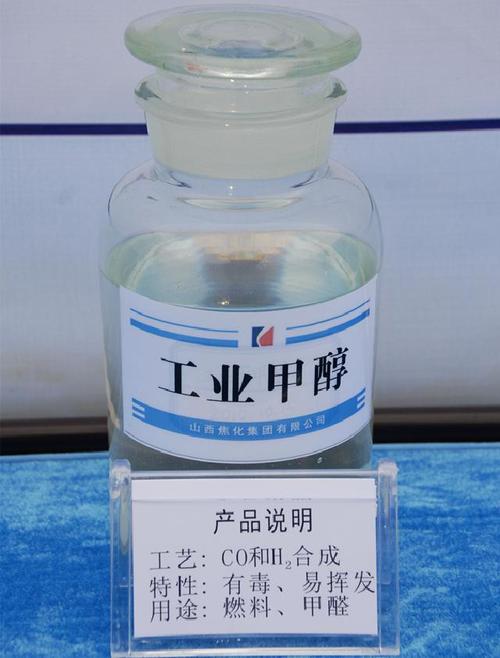 工业甲醇
山西焦化集团有限公司
产品说明
工艺: CO和H₂合成
特性: 有毒、易挥发
用途: 燃料、甲醛